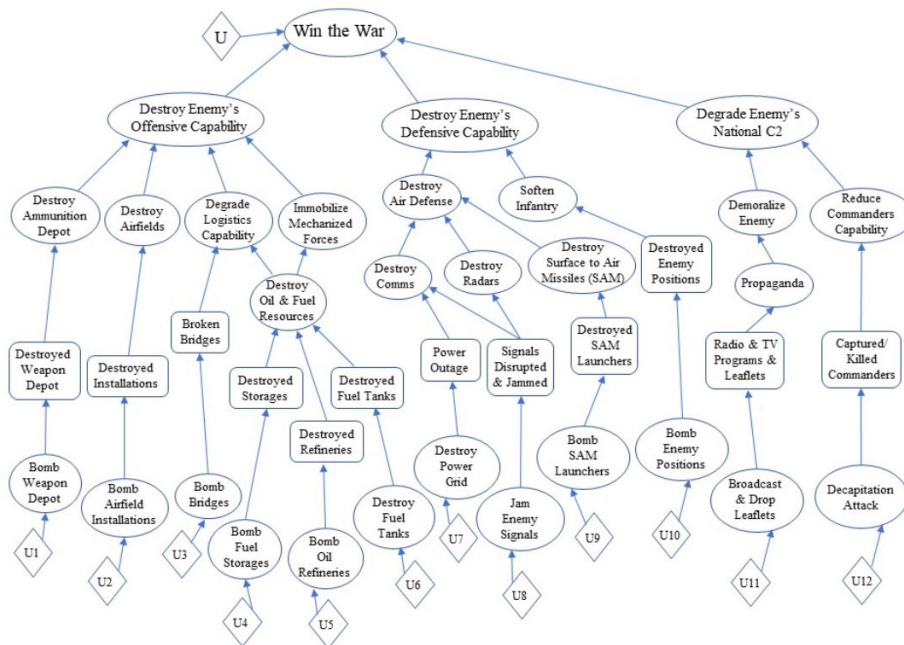 U
Win the War
Destroy Enemy's
Offensive Capability
Destroy Enemy's
Defensive Capability
Degrade Enemy's
National C2
Destroy
Ammunition
Depot
Destroy
Airfields
Degrade
Logistics
Capability
Immobilize
Mechanized
Forces
Destroy
Air Defense
Soften
Infantry
Demoralize
Enemy
Reduce
Commanders
Capability
Destroy
Comms
Destroy
Radars
Destroy
Surface to Air
Missiles (SAM)
Destroyed
Enemy
Positions
Propaganda
Destroy
Oil & Fuel
Resources
Broken
Bridges
Destroyed
Weapon
Depot
Destroyed
Installations
Destroyed
Storages
Destroyed
Refineries
Destroyed
Fuel Tanks
Power
Outage
Signals
Disrupted
& Jammed
Destroyed
SAM
Launchers
Radio & TV
Programs &
Leaflets
Captured/
Killed
Commanders
Bomb
Weapon
Depot
Bomb
Airfield
Installations
Bomb
Bridges
Bomb
Fuel
Storages
Bomb
Oil
Refineries
Destroy
Fuel
Tanks
Destroy
Power
Grid
Jam
Enemy
Signals
Bomb
SAM
Launchers
Bomb
Enemy
Positions
Broadcast
& Drop
Leaflets
Decapitation
Attack
U1
U2
U3
U4
U5
U6
U7
U8
U9
U10
U11
U12